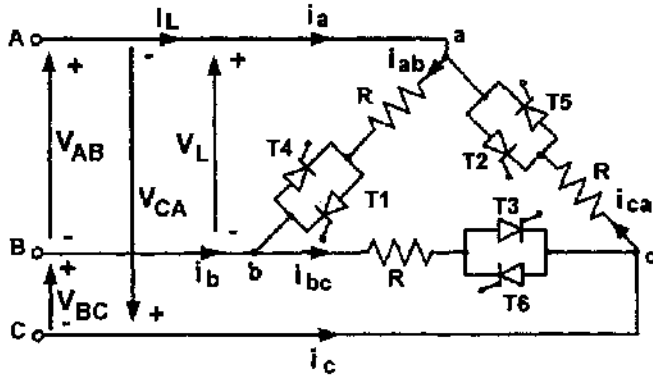 A
I_L
i_a
a
+
-
+
i_ab
R
T5
V_AB
V_L
T4
T2
V_CA
T1
R
i_ca
T3
B
-
-
+
i_b
b
i_bc
R
c
V_BC
T6
C
-
+
i_c